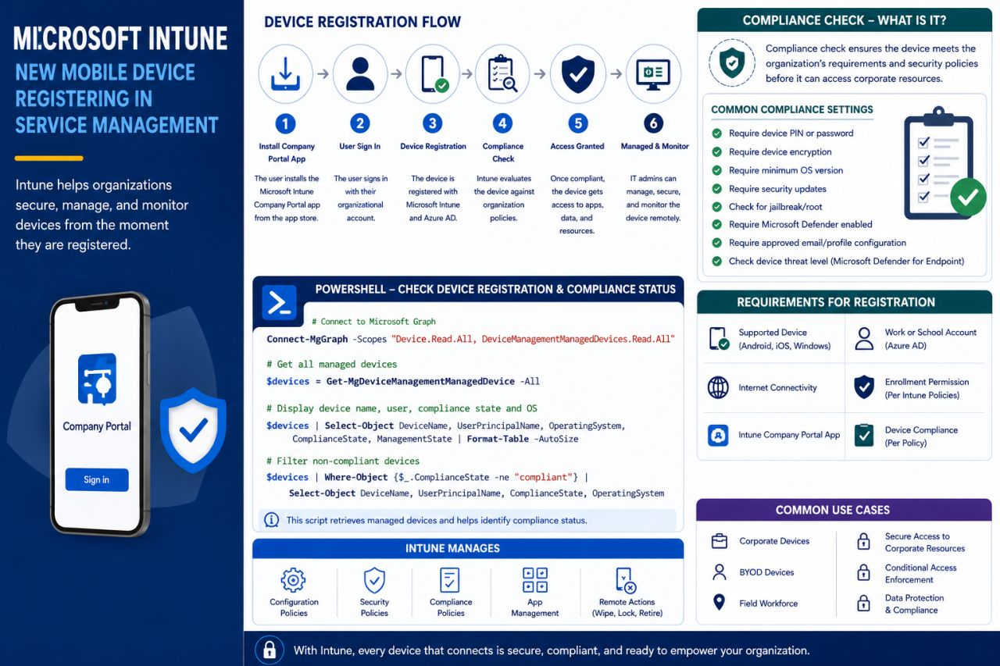 MICROSOFT INTUNE
NEW MOBILE DEVICE
REGISTERING IN
SERVICE MANAGEMENT
Intune helps organizations
secure, manage, and monitor
devices from the moment
they are registered.
Company Portal
Sign in
DEVICE REGISTRATION FLOW
1
Install Company
Portal App
The user installs the
Microsoft Intune
Company Portal app
from the app store.
2
User Sign In
The user signs in
with their
organizational
account.
3
Device Registration
The device is
registered with
Microsoft Intune
and Azure AD.
4
Compliance
Check
Intune evaluates
the device against
organization
policies.
5
Access Granted
Once compliant,
the device gets
access to apps,
data, and
resources.
6
Managed & Monitor
IT admins can
manage, secure,
and monitor the
device remotely.
POWERSHELL – CHECK DEVICE REGISTRATION & COMPLIANCE STATUS
# Connect to Microsoft Graph
Connect-MgGraph -Scopes "Device.Read.All, DeviceManagementManagedDevices.Read.All"
# Get all managed devices
$devices = Get-MgDeviceManagementManagedDevice -All
# Display device name, user, compliance state and OS
$devices | Select-Object DeviceName, UserPrincipalName, OperatingSystem,
ComplianceState, ManagementState | Format-Table -AutoSize
# Filter non-compliant devices
$devices | Where-Object {$_.ComplianceState -ne "compliant"} |
Select-Object DeviceName, UserPrincipalName, ComplianceState, OperatingSystem
This script retrieves managed devices and helps identify compliance status.
INTUNE MANAGES
Configuration
Policies
Security
Policies
Compliance
Policies
App
Management
Remote Actions
(Wipe, Lock, Retire)
COMPLIANCE CHECK – WHAT IS IT?
Compliance check ensures the device meets the
organization's requirements and security policies
before it can access corporate resources.
COMMON COMPLIANCE SETTINGS
Require device PIN or password
Require device encryption
Require minimum OS version
Require security updates
Check for jailbreak/root
Require Microsoft Defender enabled
Require approved email/profile configuration
Check device threat level (Microsoft Defender for Endpoint)
REQUIREMENTS FOR REGISTRATION
Supported Device
(Android, iOS, Windows)
Work or School Account
(Azure AD)
Internet Connectivity
Enrollment Permission
(Per Intune Policies)
Intune Company Portal App
Device Compliance
(Per Policy)
COMMON USE CASES
Corporate Devices
BYOD Devices
Field Workforce
Secure Access to
Corporate Resources
Conditional Access
Enforcement
Data Protection
& Compliance
With Intune, every device that connects is secure, compliant, and ready to empower your organization.